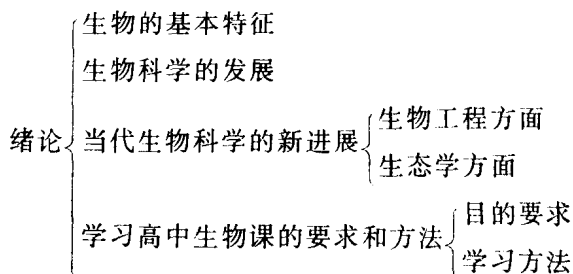 绪论
生物的基本特征
生物科学的发展
当代生物科学的新进展
生物工程方面
生态学方面
学习高中生物课的要求和方法
目的要求
学习方法